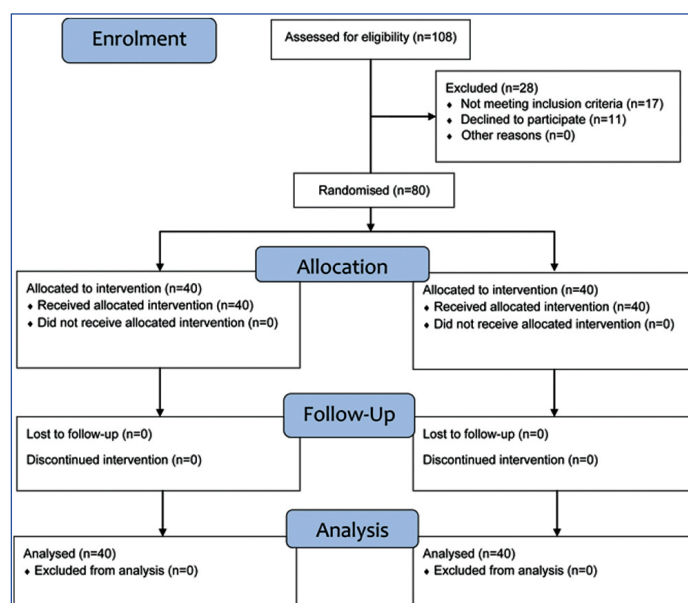 Enrolment
Assessed for eligibility (n=108)
Excluded (n=28)
♦ Not meeting inclusion criteria (n=17)
♦ Declined to participate (n=11)
♦ Other reasons (n=0)
Randomised (n=80)
Allocation
Allocated to intervention (n=40)
♦ Received allocated intervention (n=40)
♦ Did not receive allocated intervention (n=0)
Allocated to intervention (n=40)
♦ Received allocated intervention (n=40)
♦ Did not receive allocated intervention (n=0)
Follow-Up
Lost to follow-up (n=0)
Discontinued intervention (n=0)
Lost to follow-up (n=0)
Discontinued intervention (n=0)
Analysis
Analysed (n=40)
♦ Excluded from analysis (n=0)
Analysed (n=40)
♦ Excluded from analysis (n=0)